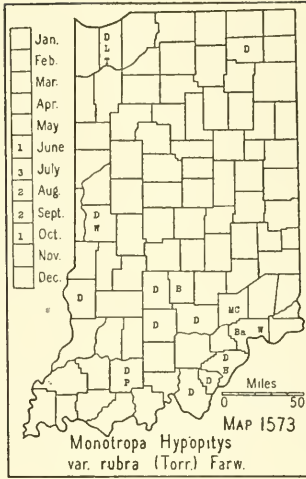 Jan.
Feb.
Mar.
Apr.
May
1 June
3 July
2 Aug.
2 Sept.
1 Oct.
Nov.
Dec.
D
L
T
D
D
W
D
D B
D
D
MC
Ba W
D
H
D
D
D
P
Miles
0 50
MAP 1573
Monotropa Hypopitys
var. rubra (Torr.) Farw.